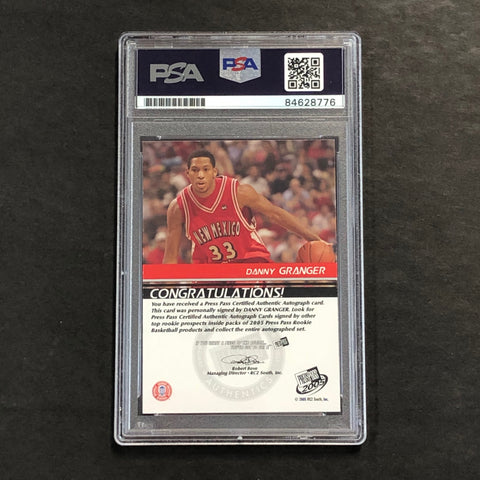 PSA
PSA
84628776
NEW MEXICO
33
DANNY GRANGER
CONGRATULATIONS!
You have received a Press Pass Certified Authentic Autograph card.
This card was personally signed by DANNY GRANGER. Look for
Press Pass Certified Authentic Autograph Cards signed by other
top rookie prospects inside packs of 2005 Press Pass Rookie
Basketball products and collect the entire autographed set.
Robert Bove
Managing Director - RC2 South, Inc.
AUTHENTICS
PRESS PASS
2005
© 2005 RC2 South, Inc.